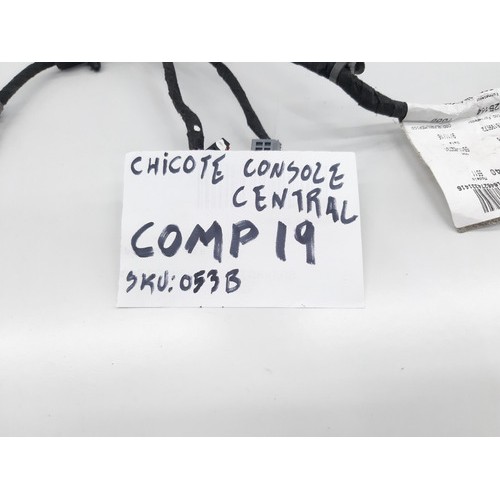 CHICOTE CONSOLE
CENTRAL
COMP 19
SKU: 053B